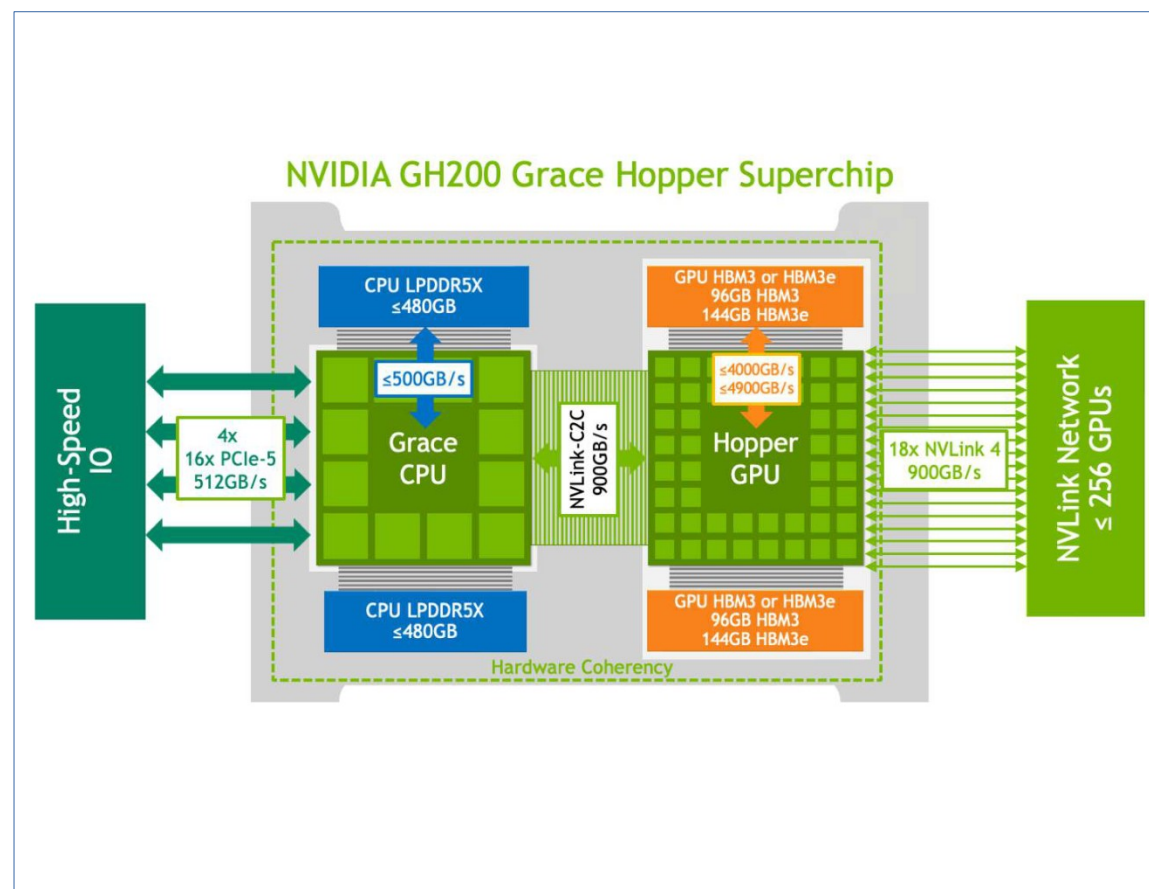 NVIDIA GH200 Grace Hopper Superchip
CPU LPDDR5X
≤480GB
GPU HBM3 or HBM3e
96GB HBM3
144GB HBM3e
High-Speed
IO
4x
16x PCIe-5
512GB/s
≤500GB/s
Grace
CPU
NVLink-C2C
900GB/s
≤4000GB/s
≤4900GB/s
Hopper
GPU
18x NVLink 4
900GB/s
NVLink Network
≤ 256 GPUs
CPU LPDDR5X
≤480GB
GPU HBM3 or HBM3e
96GB HBM3
144GB HBM3e
Hardware Coherency